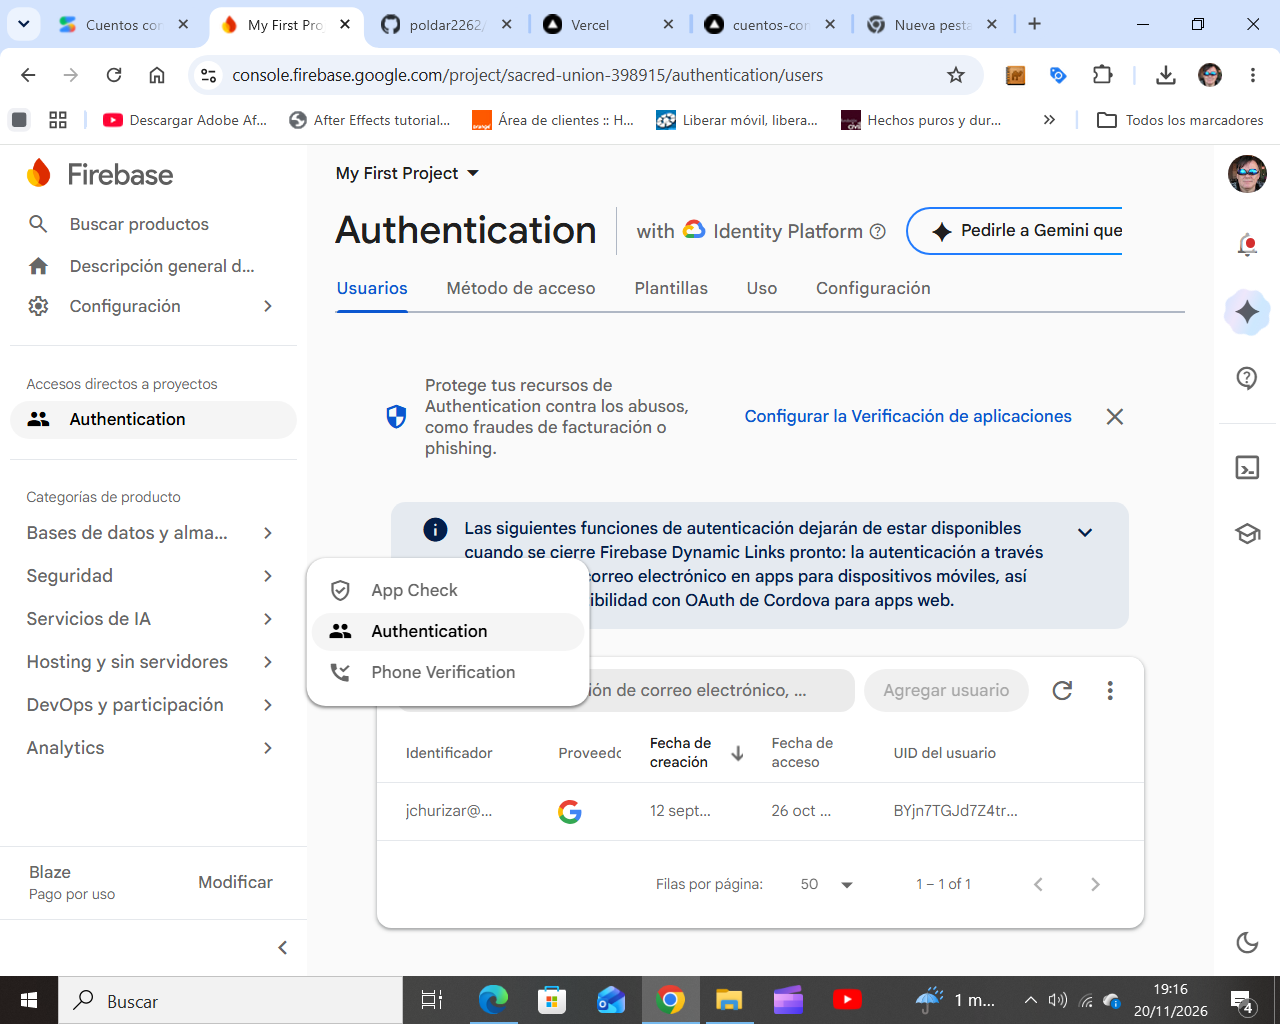 Cuentos con
My First Proj
poldar2262/
Vercel
cuentos-con
Nueva pesta
console.firebase.google.com/project/sacred-union-398915/authentication/users
Descargar Adobe Af...
After Effects tutorial...
Área de clientes :: H...
Liberar móvil, libera...
Hechos puros y dur...
Todos los marcadores
Firebase
Buscar productos
Descripción general d...
Configuración
Accesos directos a proyectos
Authentication
Categorías de producto
Bases de datos y alma...
Seguridad
Servicios de IA
Hosting y sin servidores
DevOps y participación
Analytics
Blaze
Pago por uso
Modificar
My First Project
Authentication
with Identity Platform
Pedirle a Gemini que
Usuarios
Método de acceso
Plantillas
Uso
Configuración
Protege tus recursos de
Authentication contra los abusos,
como fraudes de facturación o
phishing.
Configurar la Verificación de aplicaciones
Las siguientes funciones de autenticación dejarán de estar disponibles
cuando se cierre Firebase Dynamic Links pronto: la autenticación a través
correo electrónico en apps para dispositivos móviles, así
ibilidad con OAuth de Cordova para apps web.
App Check
Authentication
Phone Verification
ión de correo electrónico, ...
Agregar usuario
Identificador
Proveedo
Fecha de
creación
Fecha de
acceso
UID del usuario
jchurizar@...
12 sept...
26 oct ...
BYjn7TGJd7Z4tr...
Filas por página:
50
1 – 1 of 1
Buscar
1 m...
19:16
20/11/2026
4